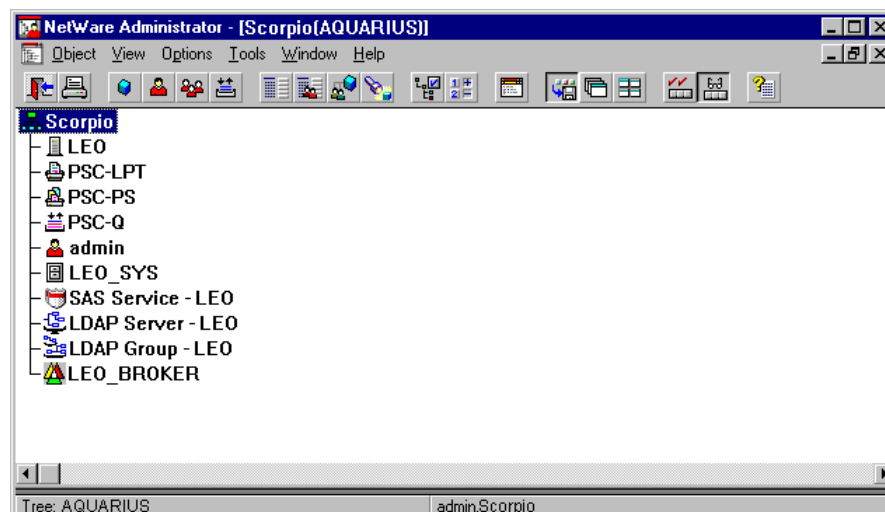 NetWare Administrator - [Scorpio(AQUARIUS)]
Object View Options Tools Window Help
Scorpio
LEO
PSC-LPT
PSC-PS
PSC-Q
admin
LEO_SYS
SAS Service - LEO
LDAP Server - LEO
LDAP Group - LEO
LEO_BROKER
Tree: AQUARIUS admin.Scorpio